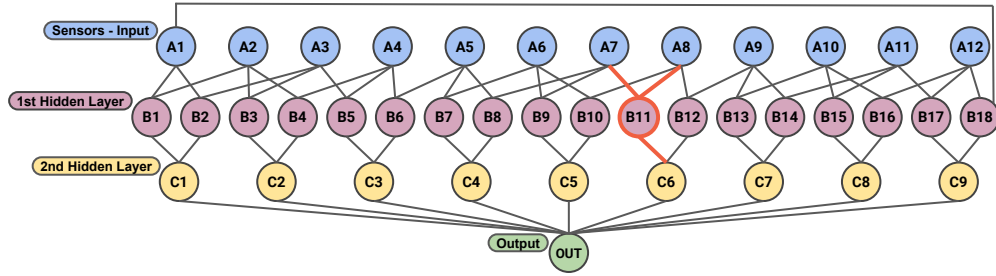 Sensors - Input
A1 A2 A3 A4 A5 A6 A7 A8 A9 A10 A11 A12
1st Hidden Layer
B1 B2 B3 B4 B5 B6 B7 B8 B9 B10 B11 B12 B13 B14 B15 B16 B17 B18
2nd Hidden Layer
C1 C2 C3 C4 C5 C6 C7 C8 C9
Output
OUT